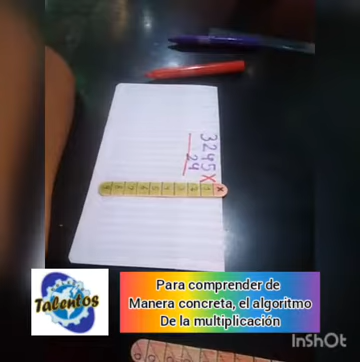 3245 X
24
X
Talentos
Para comprender de
Manera concreta, el algoritmo
De la multiplicación
InShOt